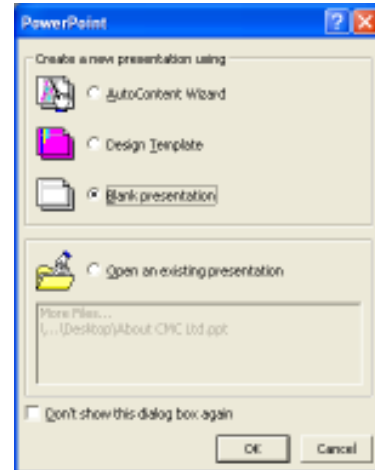 PowerPoint
Create a new presentation using
AutoContent Wizard
Design Template
Blank presentation
Open an existing presentation
More Files...
\...\Desktop\About CMC Ltd.ppt
Don't show this dialog box again
OK Cancel